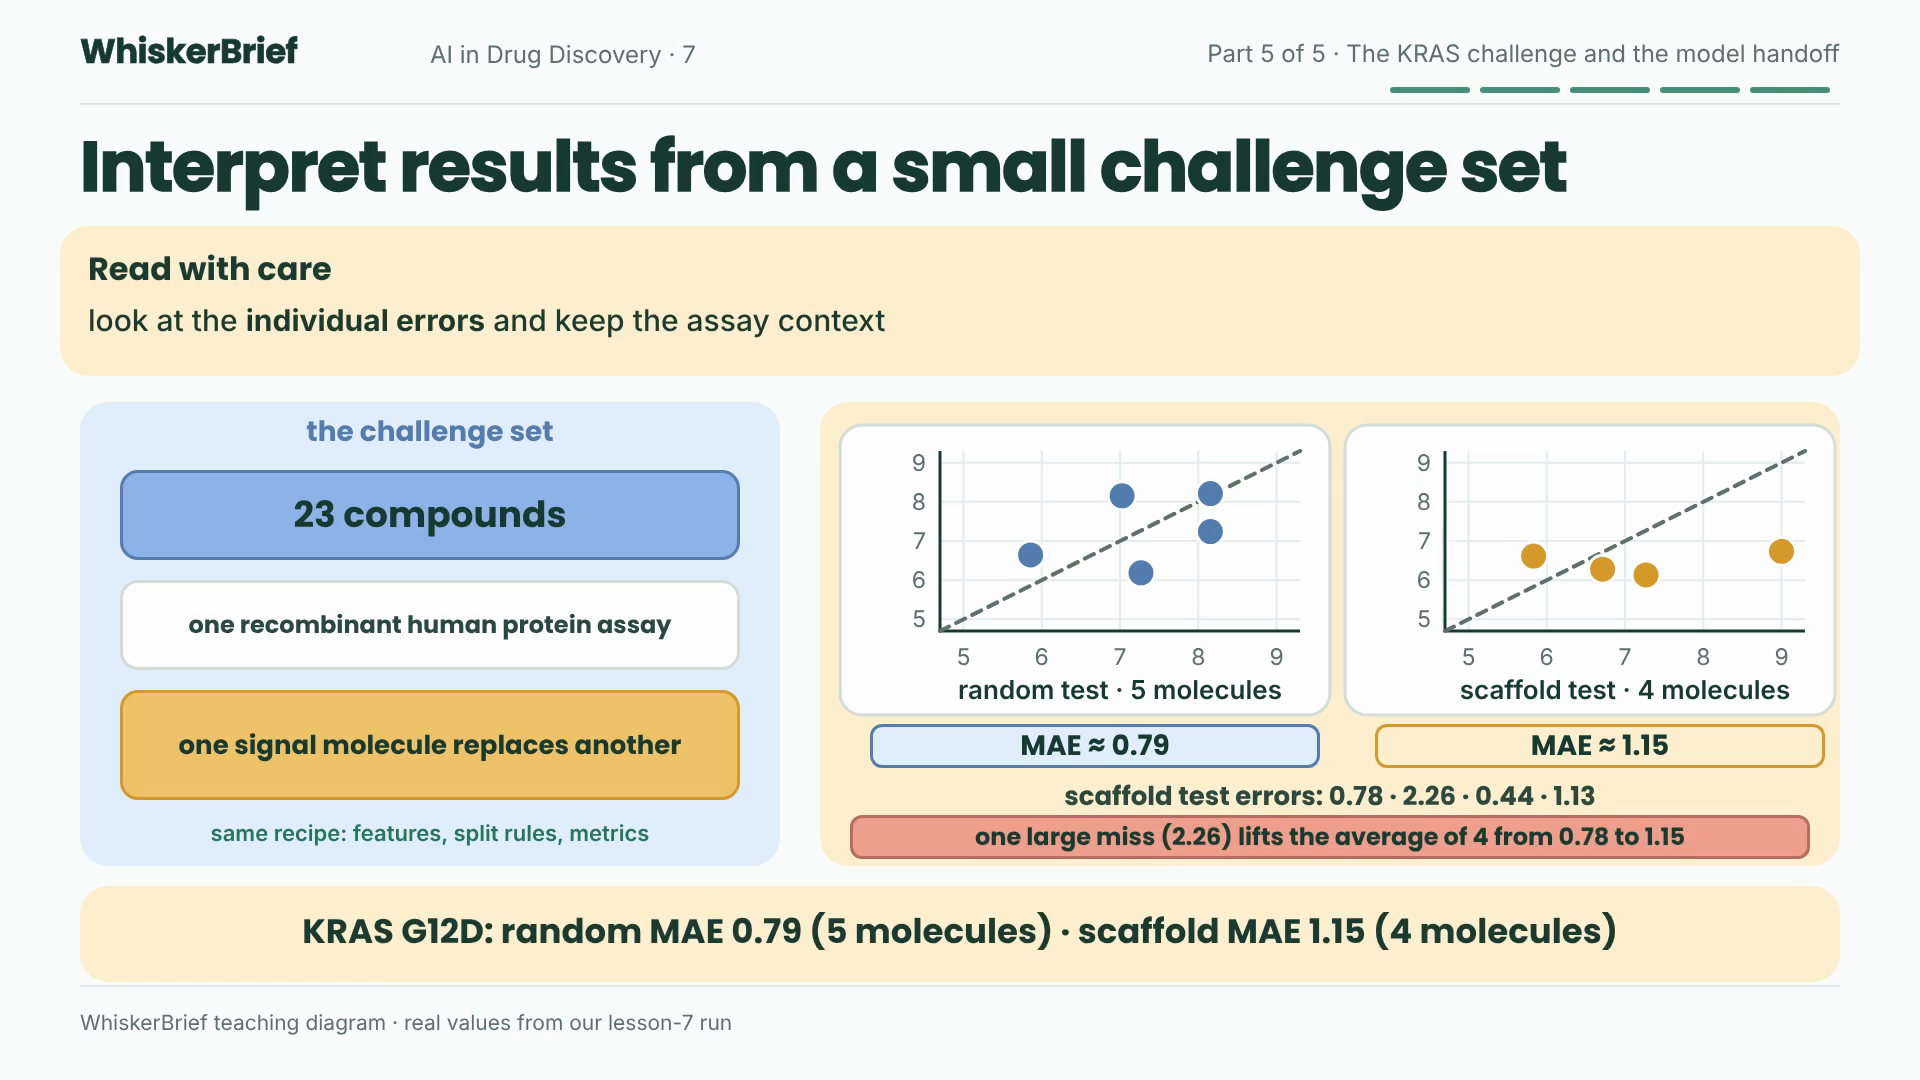 WhiskerBrief
AI in Drug Discovery · 7
Part 5 of 5 · The KRAS challenge and the model handoff
Interpret results from a small challenge set
Read with care
look at the individual errors and keep the assay context
the challenge set
23 compounds
one recombinant human protein assay
one signal molecule replaces another
same recipe: features, split rules, metrics
9
8
7
6
5
5 6 7 8 9
random test · 5 molecules
MAE ≈ 0.79
9
8
7
6
5
5 6 7 8 9
scaffold test · 4 molecules
MAE ≈ 1.15
scaffold test errors: 0.78 · 2.26 · 0.44 · 1.13
one large miss (2.26) lifts the average of 4 from 0.78 to 1.15
KRAS G12D: random MAE 0.79 (5 molecules) · scaffold MAE 1.15 (4 molecules)
WhiskerBrief teaching diagram · real values from our lesson-7 run